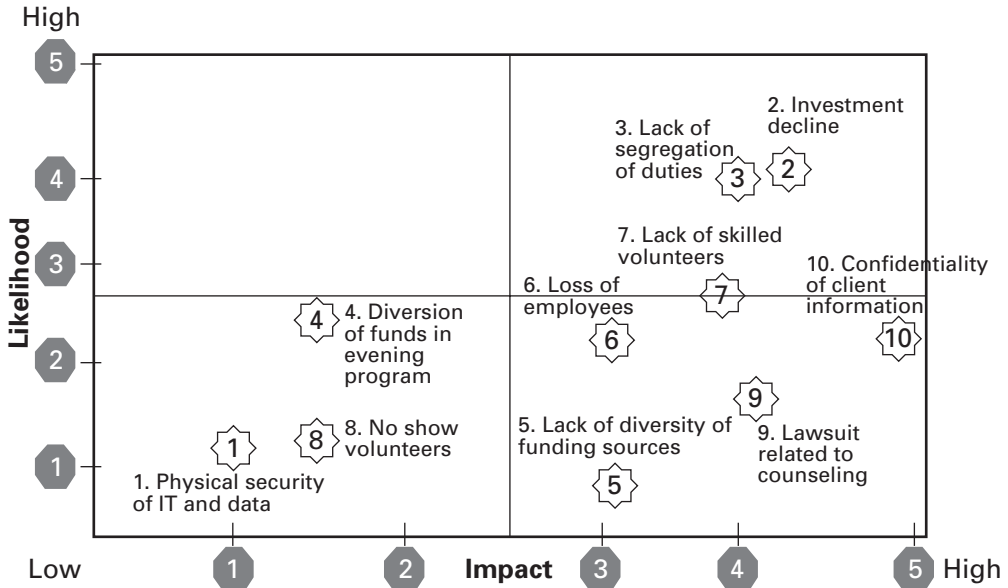 High
5
2. Investment
decline
3. Lack of
segregation
of duties
2
3
4
7. Lack of skilled
volunteers
10. Confidentiality
of client
information
3
6. Loss of
employees
7
Likelihood
4
4. Diversion
of funds in
evening
program
6
10
2
9
5. Lack of diversity of
funding sources
9. Lawsuit
related to
counseling
8
8. No show
volunteers
1
1
1. Physical security
of IT and data
5
Low
1
2
Impact
3
4
5
High